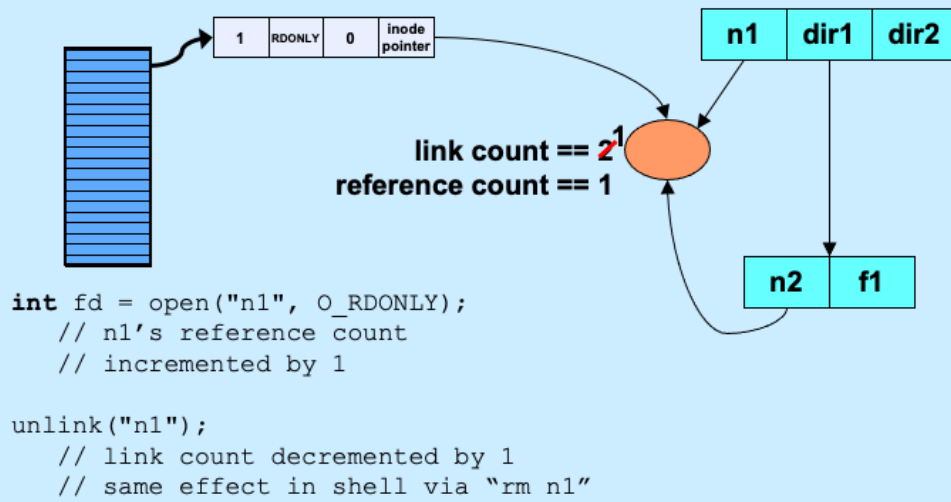 1 RDONLY 0 inode pointer
n1 dir1 dir2
link count == 2 1
reference count == 1
n2 f1
int fd = open("n1", O_RDONLY);
// n1’s reference count
// incremented by 1
unlink("n1");
// link count decremented by 1
// same effect in shell via “rm n1”